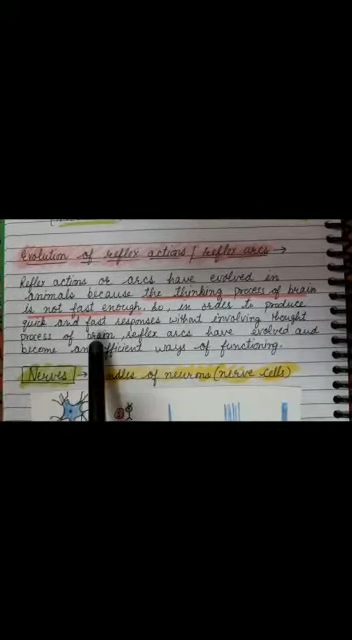 Evolution of reflex actions / reflex arcs →
Reflex actions or arcs have evolved in
animals because the thinking process of brain
is not fast enough. So, in order to produce
quick and fast responses without involving thought
process of brain, reflex arcs have evolved and
become an efficient ways of functioning.
Nerves → of neurons (nerve cells)